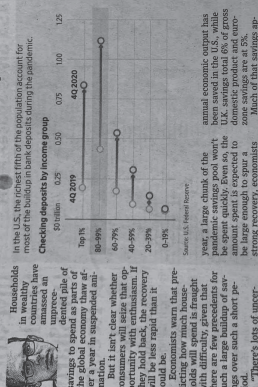 Households
in wealthy
countries have
amassed an
unprece-
dented pile of
savings to spend as parts of
the global economy thaws af-
ter a year in suspended ani-
mation.
But it isn't clear whether
consumers will seize that op-
portunity with enthusiasm. If
they hold back, the recovery
will be less rapid than it
could be.
Economists warn that pre-
dicting how much house-
holds will spend is fraught
with difficulty, given that
there are few precedents for
such a large buildup of sav-
ings over such a short pe-
riod.
"There's lots of un-
In the U.S., the richest fifth of the population account for
most of the buildup in bank deposits during the pandemic.
Checking deposits by income group
$0 trillion 0.25 0.50 0.75 1.00 1.25
4Q 2019 4Q 2020
Top 1%
80-99%
60-79%
40-59%
20-39%
0-19%
Source: U.S. Federal Reserve
year, a large chunk of the
pandemic savings pool won't
be spent quickly, even if the
amount spent is expected to
be large enough to spur a
strong recovery, economists
annual economic output has
been saved in the U.S., while
U.K. savings total 6% of gross
domestic product and euro-
zone savings are at 5%.
Much of that savings ap-